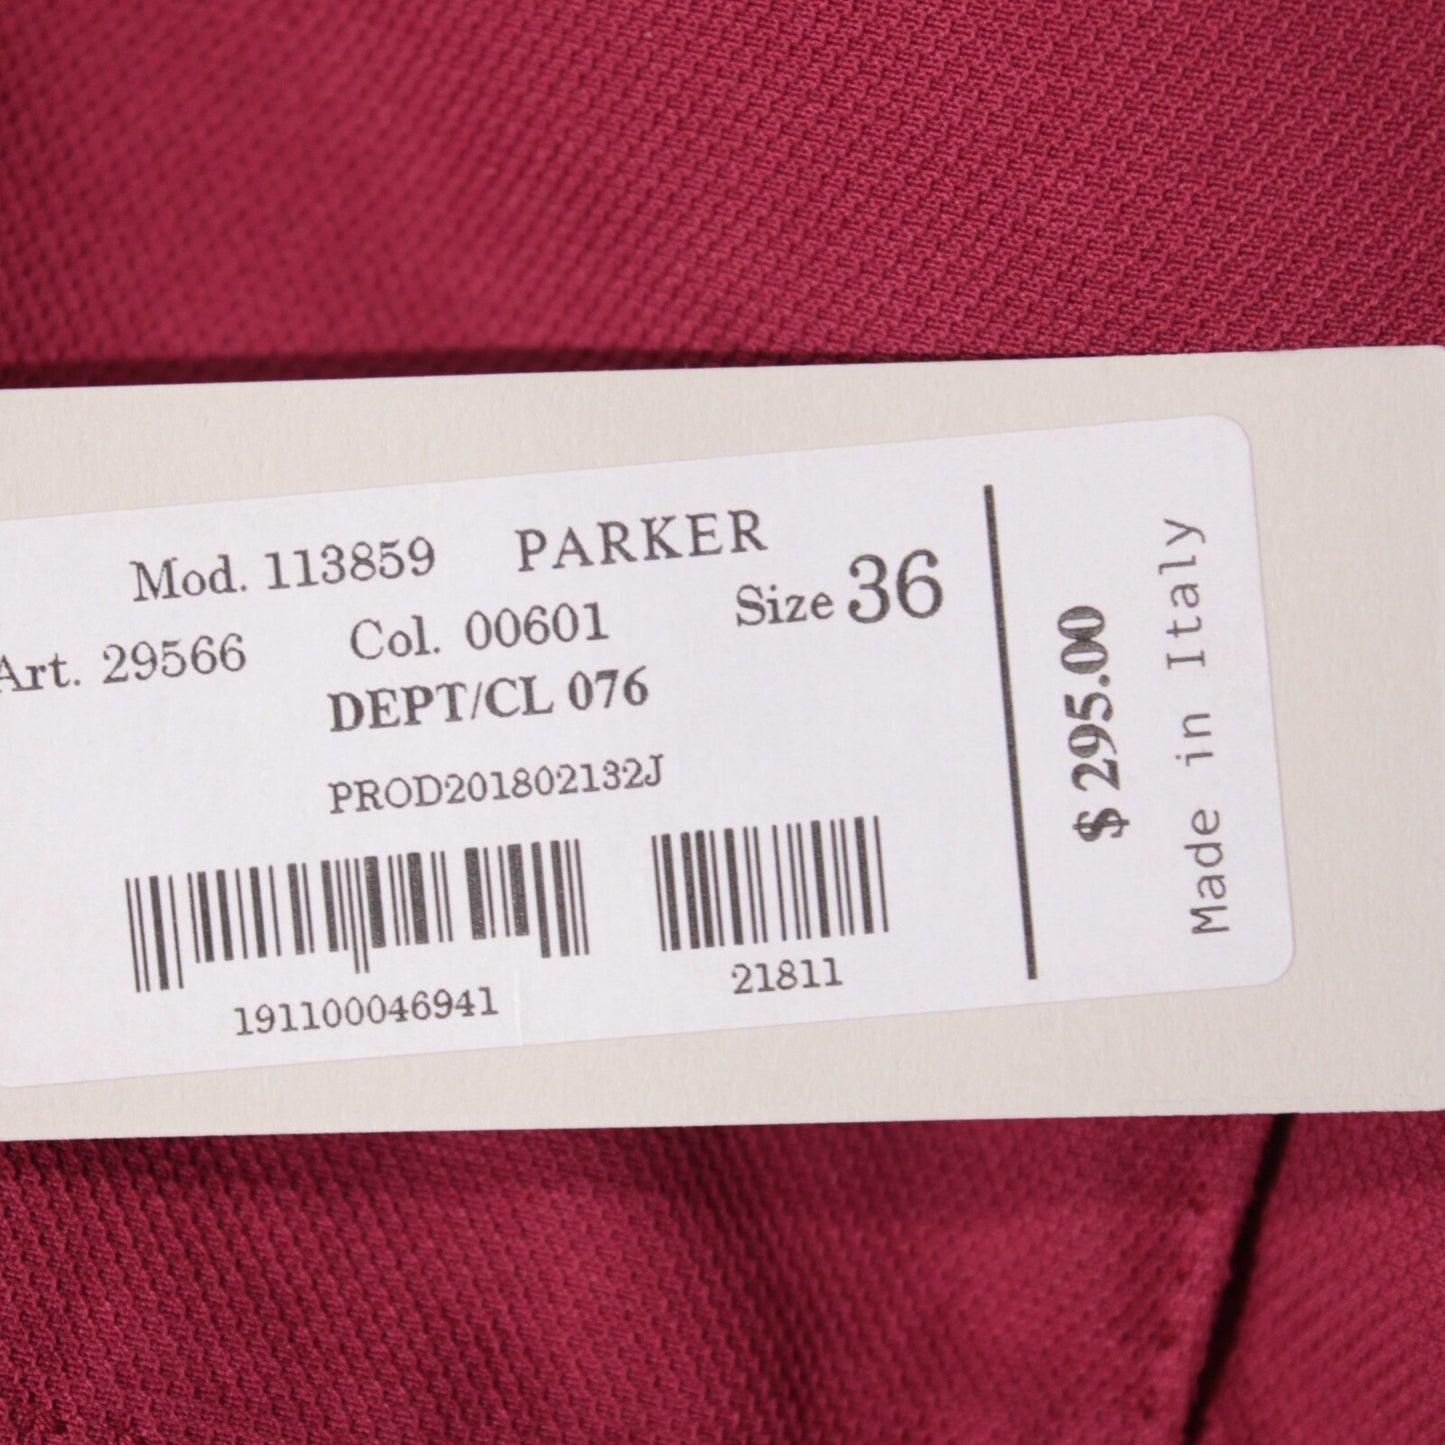 Mod. 113859 PARKER
Art. 29566 Col. 00601 Size 36
DEPT/CL 076
PROD201802132J
191100046941 21811
$ 295.00
Made in Italy